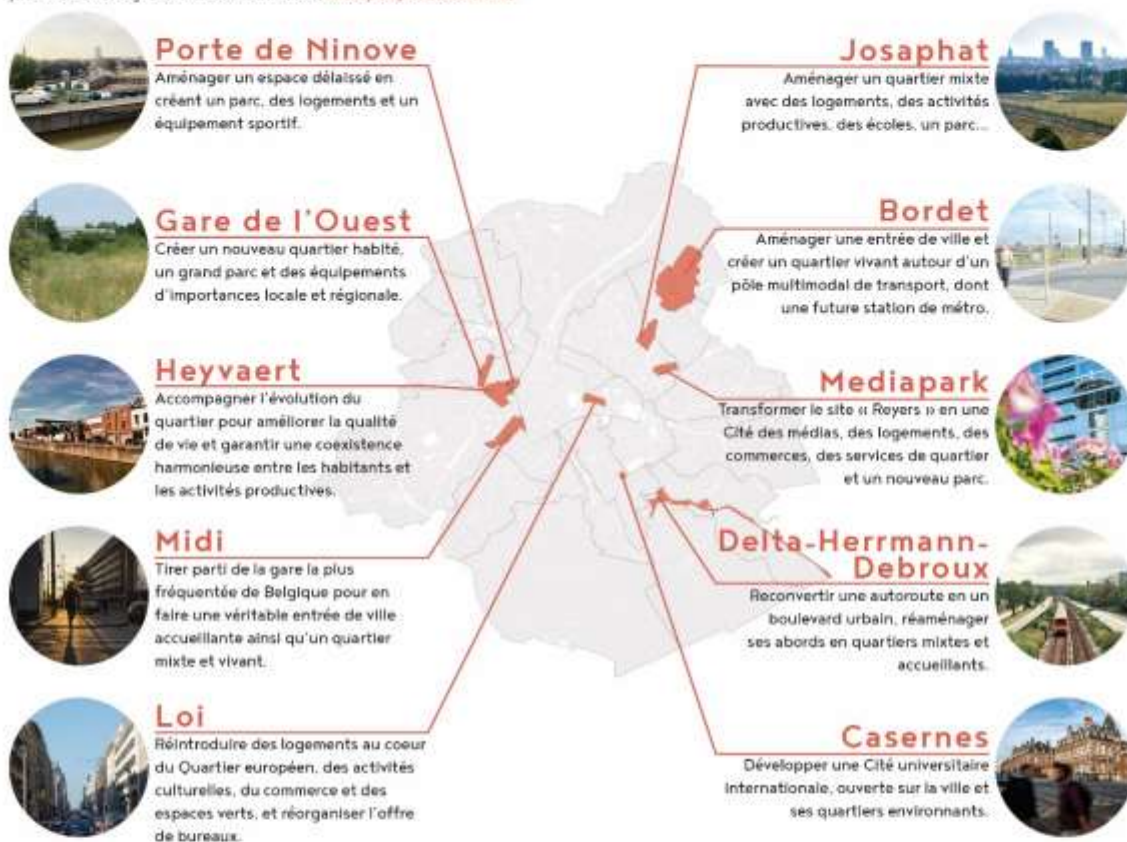 Porte de Ninove
Aménager un espace délaissé en
créant un parc, des logements et un
équipement sportif.
Gare de l'Ouest
Créer un nouveau quartier habité,
un grand parc et des équipements
d'importances locale et régionale.
Heyvaert
Accompagner l'évolution du
quartier pour améliorer la qualité
de vie et garantir une coexistence
harmonieuse entre les habitants et
les activités productives.
Midi
Tirer parti de la gare la plus
fréquentée de Belgique pour en
faire une véritable entrée de ville
accueillante ainsi qu'un quartier
mixte et vivant.
Loi
Réintroduire des logements au coeur
du Quartier européen, des activités
culturelles, du commerce et des
espaces verts, et réorganiser l'offre
de bureaux.
Josaphat
Aménager un quartier mixte
avec des logements, des activités
productives, des écoles, un parc...
Bordet
Aménager une entrée de ville et
créer un quartier vivant autour d'un
pôle multimodal de transport, dont
une future station de métro.
Mediapark
Transformer le site « Reyers » en une
Cité des médias, des logements, des
commerces, des services de quartier
et un nouveau parc.
Delta-Herrmann-
Debroux
Reconvertir une autoroute en un
boulevard urbain, réaménager
ses abords en quartiers mixtes et
accueillants.
Casernes
Développer une Cité universitaire
internationale, ouverte sur la ville et
ses quartiers environnants.